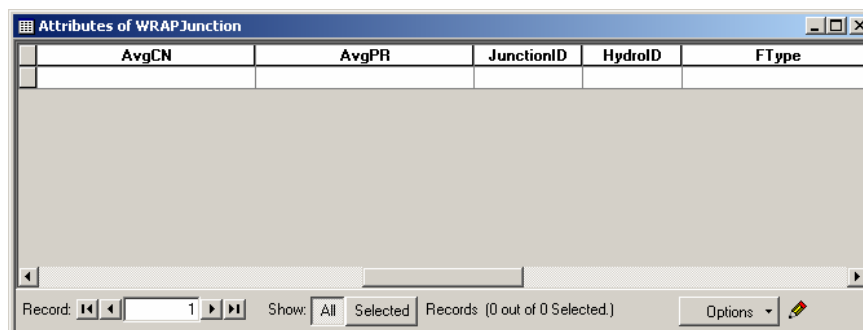 Attributes of WRAPJunction
AvgCN AvgPR JunctionID HydroID FType
Record: 1 Show: All Selected Records (0 out of 0 Selected.) Options